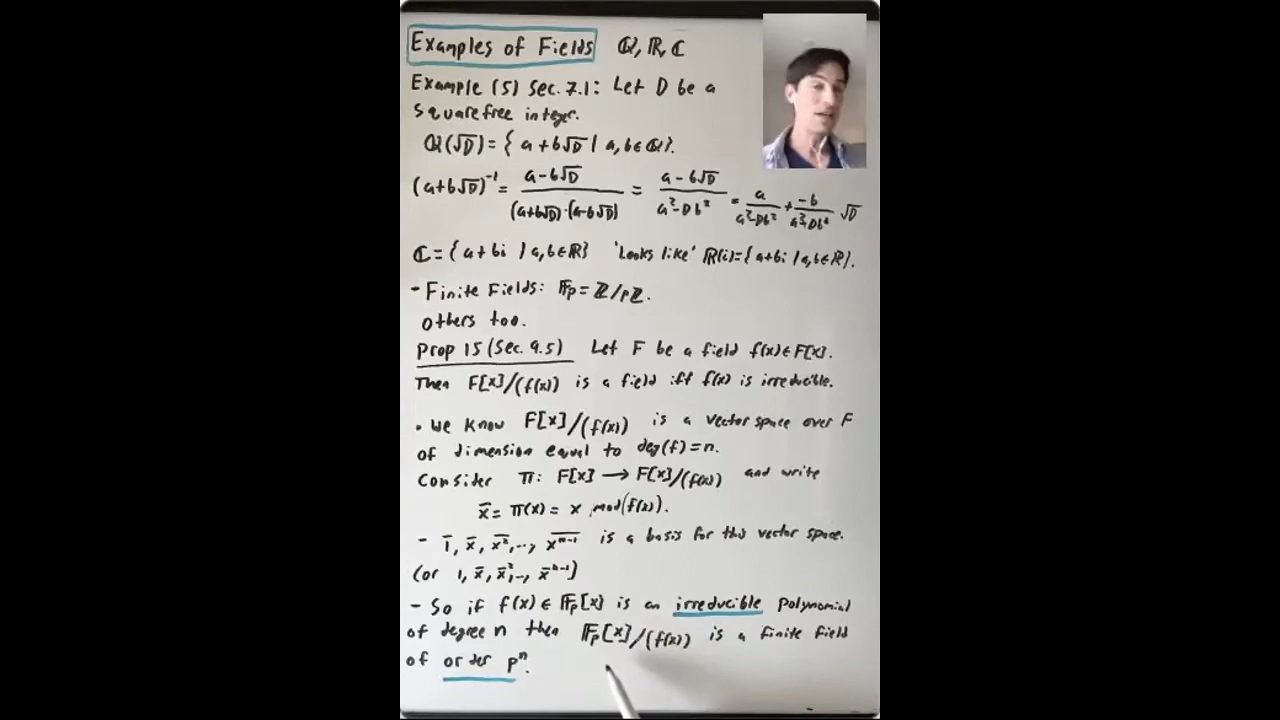 Examples of Fields ℚ, ℝ, ℂ
Example (5) Sec. 7.1: Let D be a
squarefree integer.
ℚ(√D) = { a + b√D | a, b ∈ ℚ }.
(a+b√D)⁻¹ = (a - b√D)/((a+b√D)·(a-b√D)) = (a - b√D)/(a² - Db²) = a/(a² - Db²) + -b/(a² - Db²) √D
ℂ = { a + bi | a, b ∈ ℝ } 'Looks like' ℝ(i) = { a + bi | a, b ∈ ℝ }.
- Finite Fields: 𝔽p = ℤ/pℤ.
Others too.
Prop 15 (Sec. 9.5) Let F be a field f(x) ∈ F[x].
Then F[x]/(f(x)) is a field iff f(x) is irreducible.
• We know F[x]/(f(x)) is a vector space over F
of dimension equal to deg(f) = n.
Consider π: F[x] → F[x]/(f(x)) and write
x̄ = π(x) = x mod(f(x)).
- 1̄, x̄, x̄², ..., x̄ⁿ⁻¹ is a basis for this vector space.
(or 1, x̄, x̄², ..., x̄ⁿ⁻¹)
- So if f(x) ∈ 𝔽p[x] is an irreducible polynomial
of degree n then 𝔽p[x]/(f(x)) is a finite field
of order pⁿ.